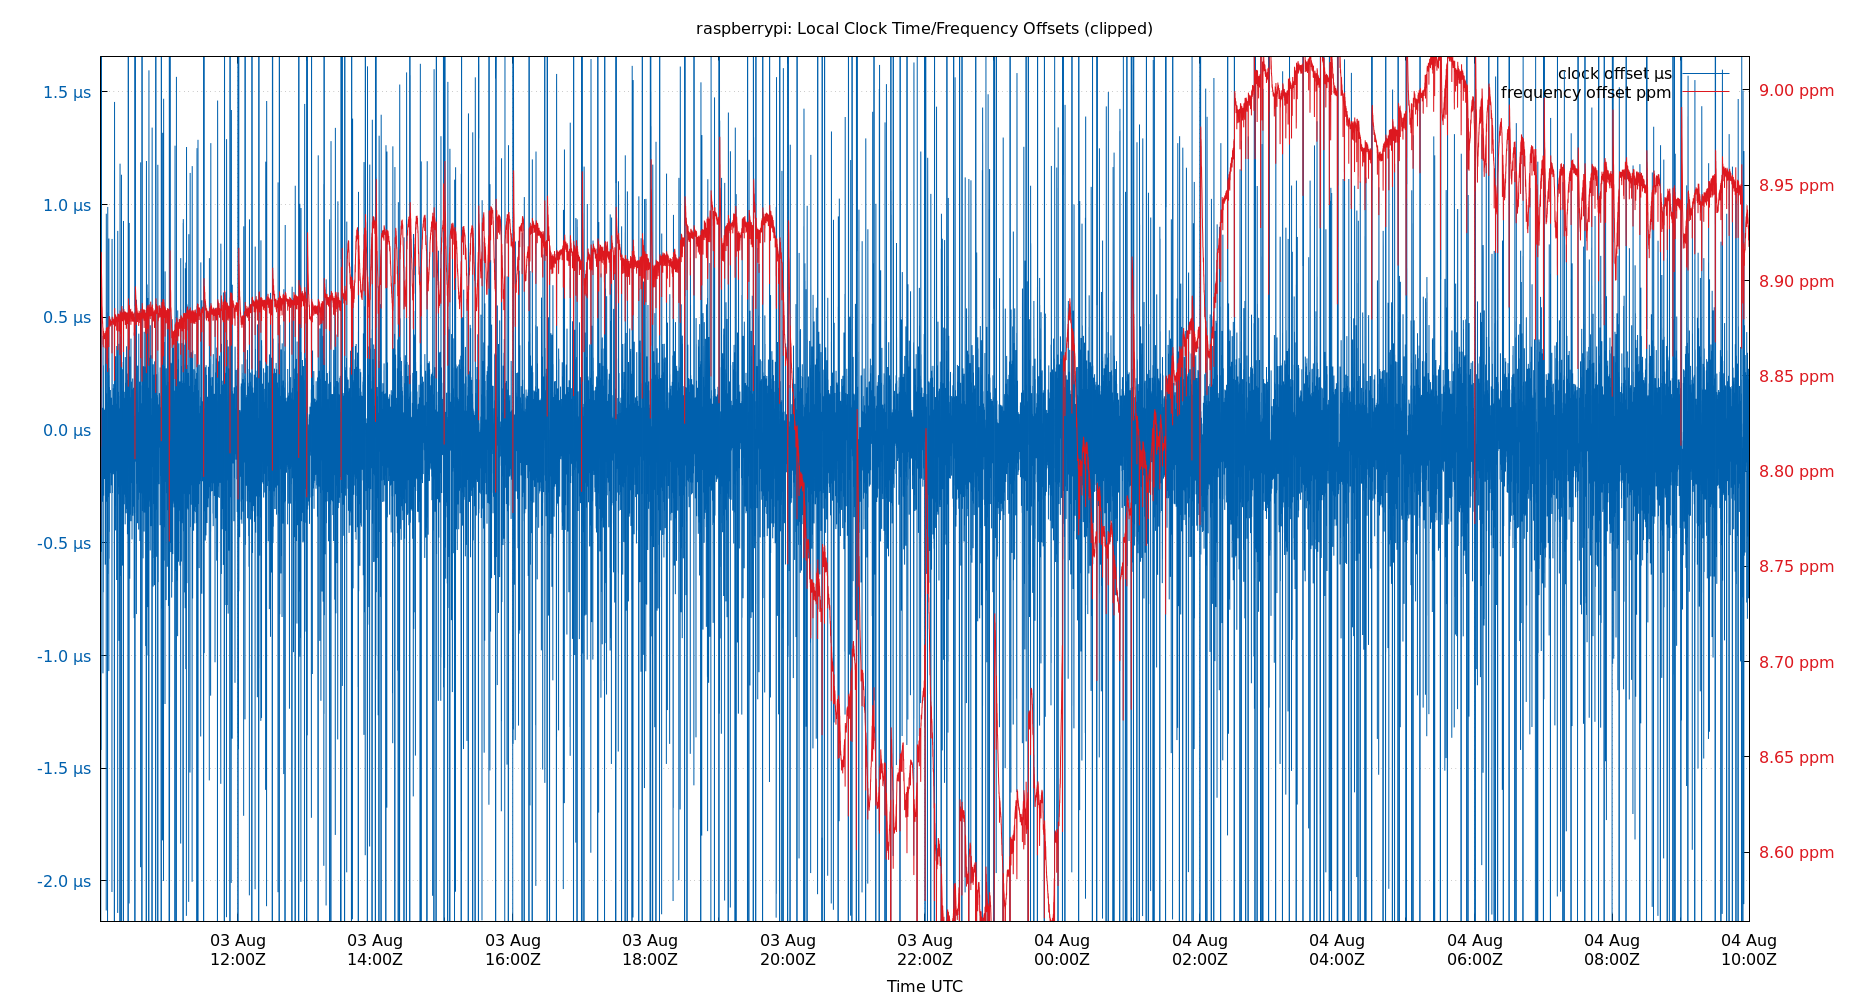 raspberrypi: Local Clock Time/Frequency Offsets (clipped)
clock offset µs
frequency offset ppm
1.5 µs
1.0 µs
0.5 µs
0.0 µs
-0.5 µs
-1.0 µs
-1.5 µs
-2.0 µs
9.00 ppm
8.95 ppm
8.90 ppm
8.85 ppm
8.80 ppm
8.75 ppm
8.70 ppm
8.65 ppm
8.60 ppm
03 Aug 03 Aug 03 Aug 03 Aug 03 Aug 03 Aug 04 Aug 04 Aug 04 Aug 04 Aug 04 Aug 04 Aug
12:00Z 14:00Z 16:00Z 18:00Z 20:00Z 22:00Z 00:00Z 02:00Z 04:00Z 06:00Z 08:00Z 10:00Z
Time UTC